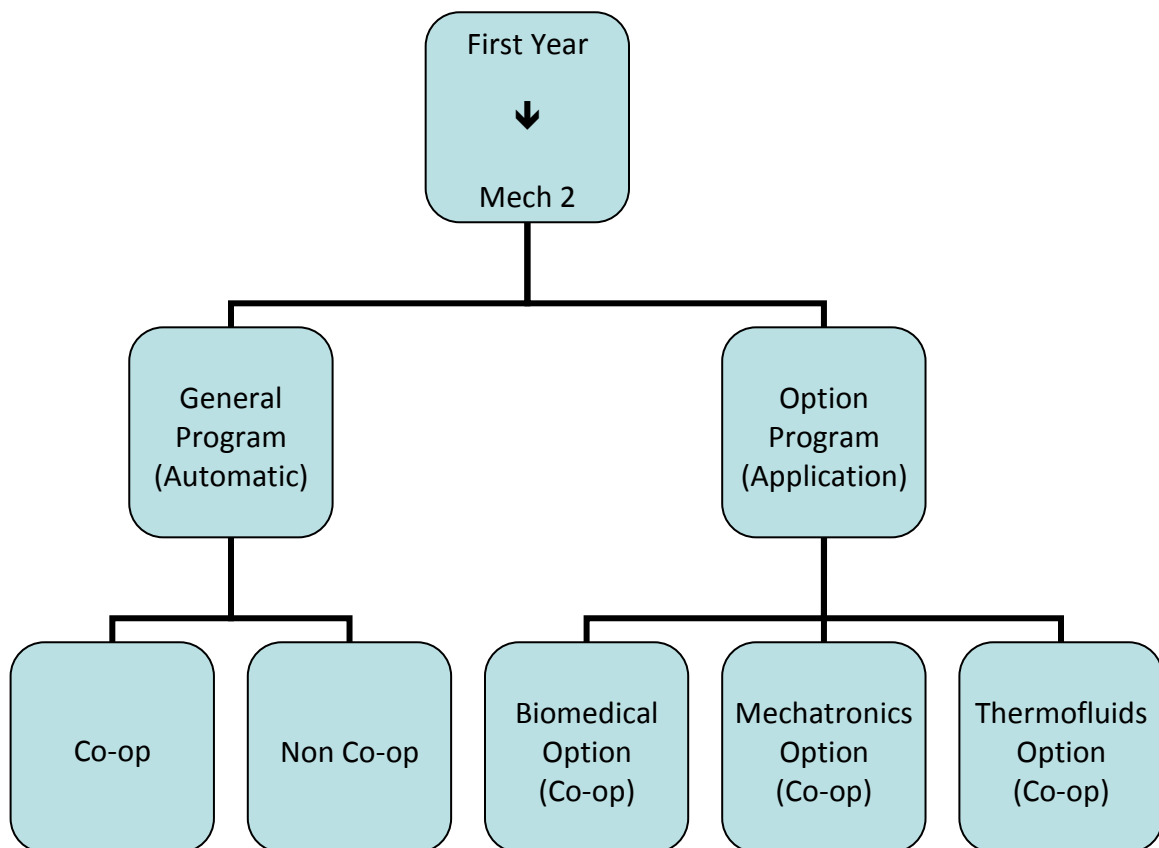 First Year
↓
Mech 2
General
Program
(Automatic)
Option
Program
(Application)
Co-op
Non Co-op
Biomedical
Option
(Co-op)
Mechatronics
Option
(Co-op)
Thermofluids
Option
(Co-op)